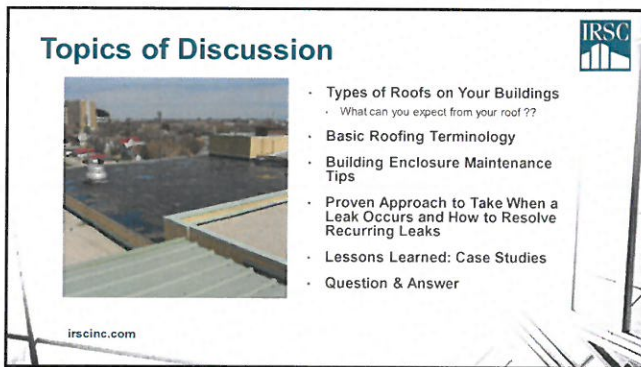 Topics of Discussion
IRSC
· Types of Roofs on Your Buildings
· What can you expect from your roof ??
· Basic Roofing Terminology
· Building Enclosure Maintenance
Tips
· Proven Approach to Take When a
Leak Occurs and How to Resolve
Recurring Leaks
· Lessons Learned: Case Studies
· Question & Answer
irscinc.com